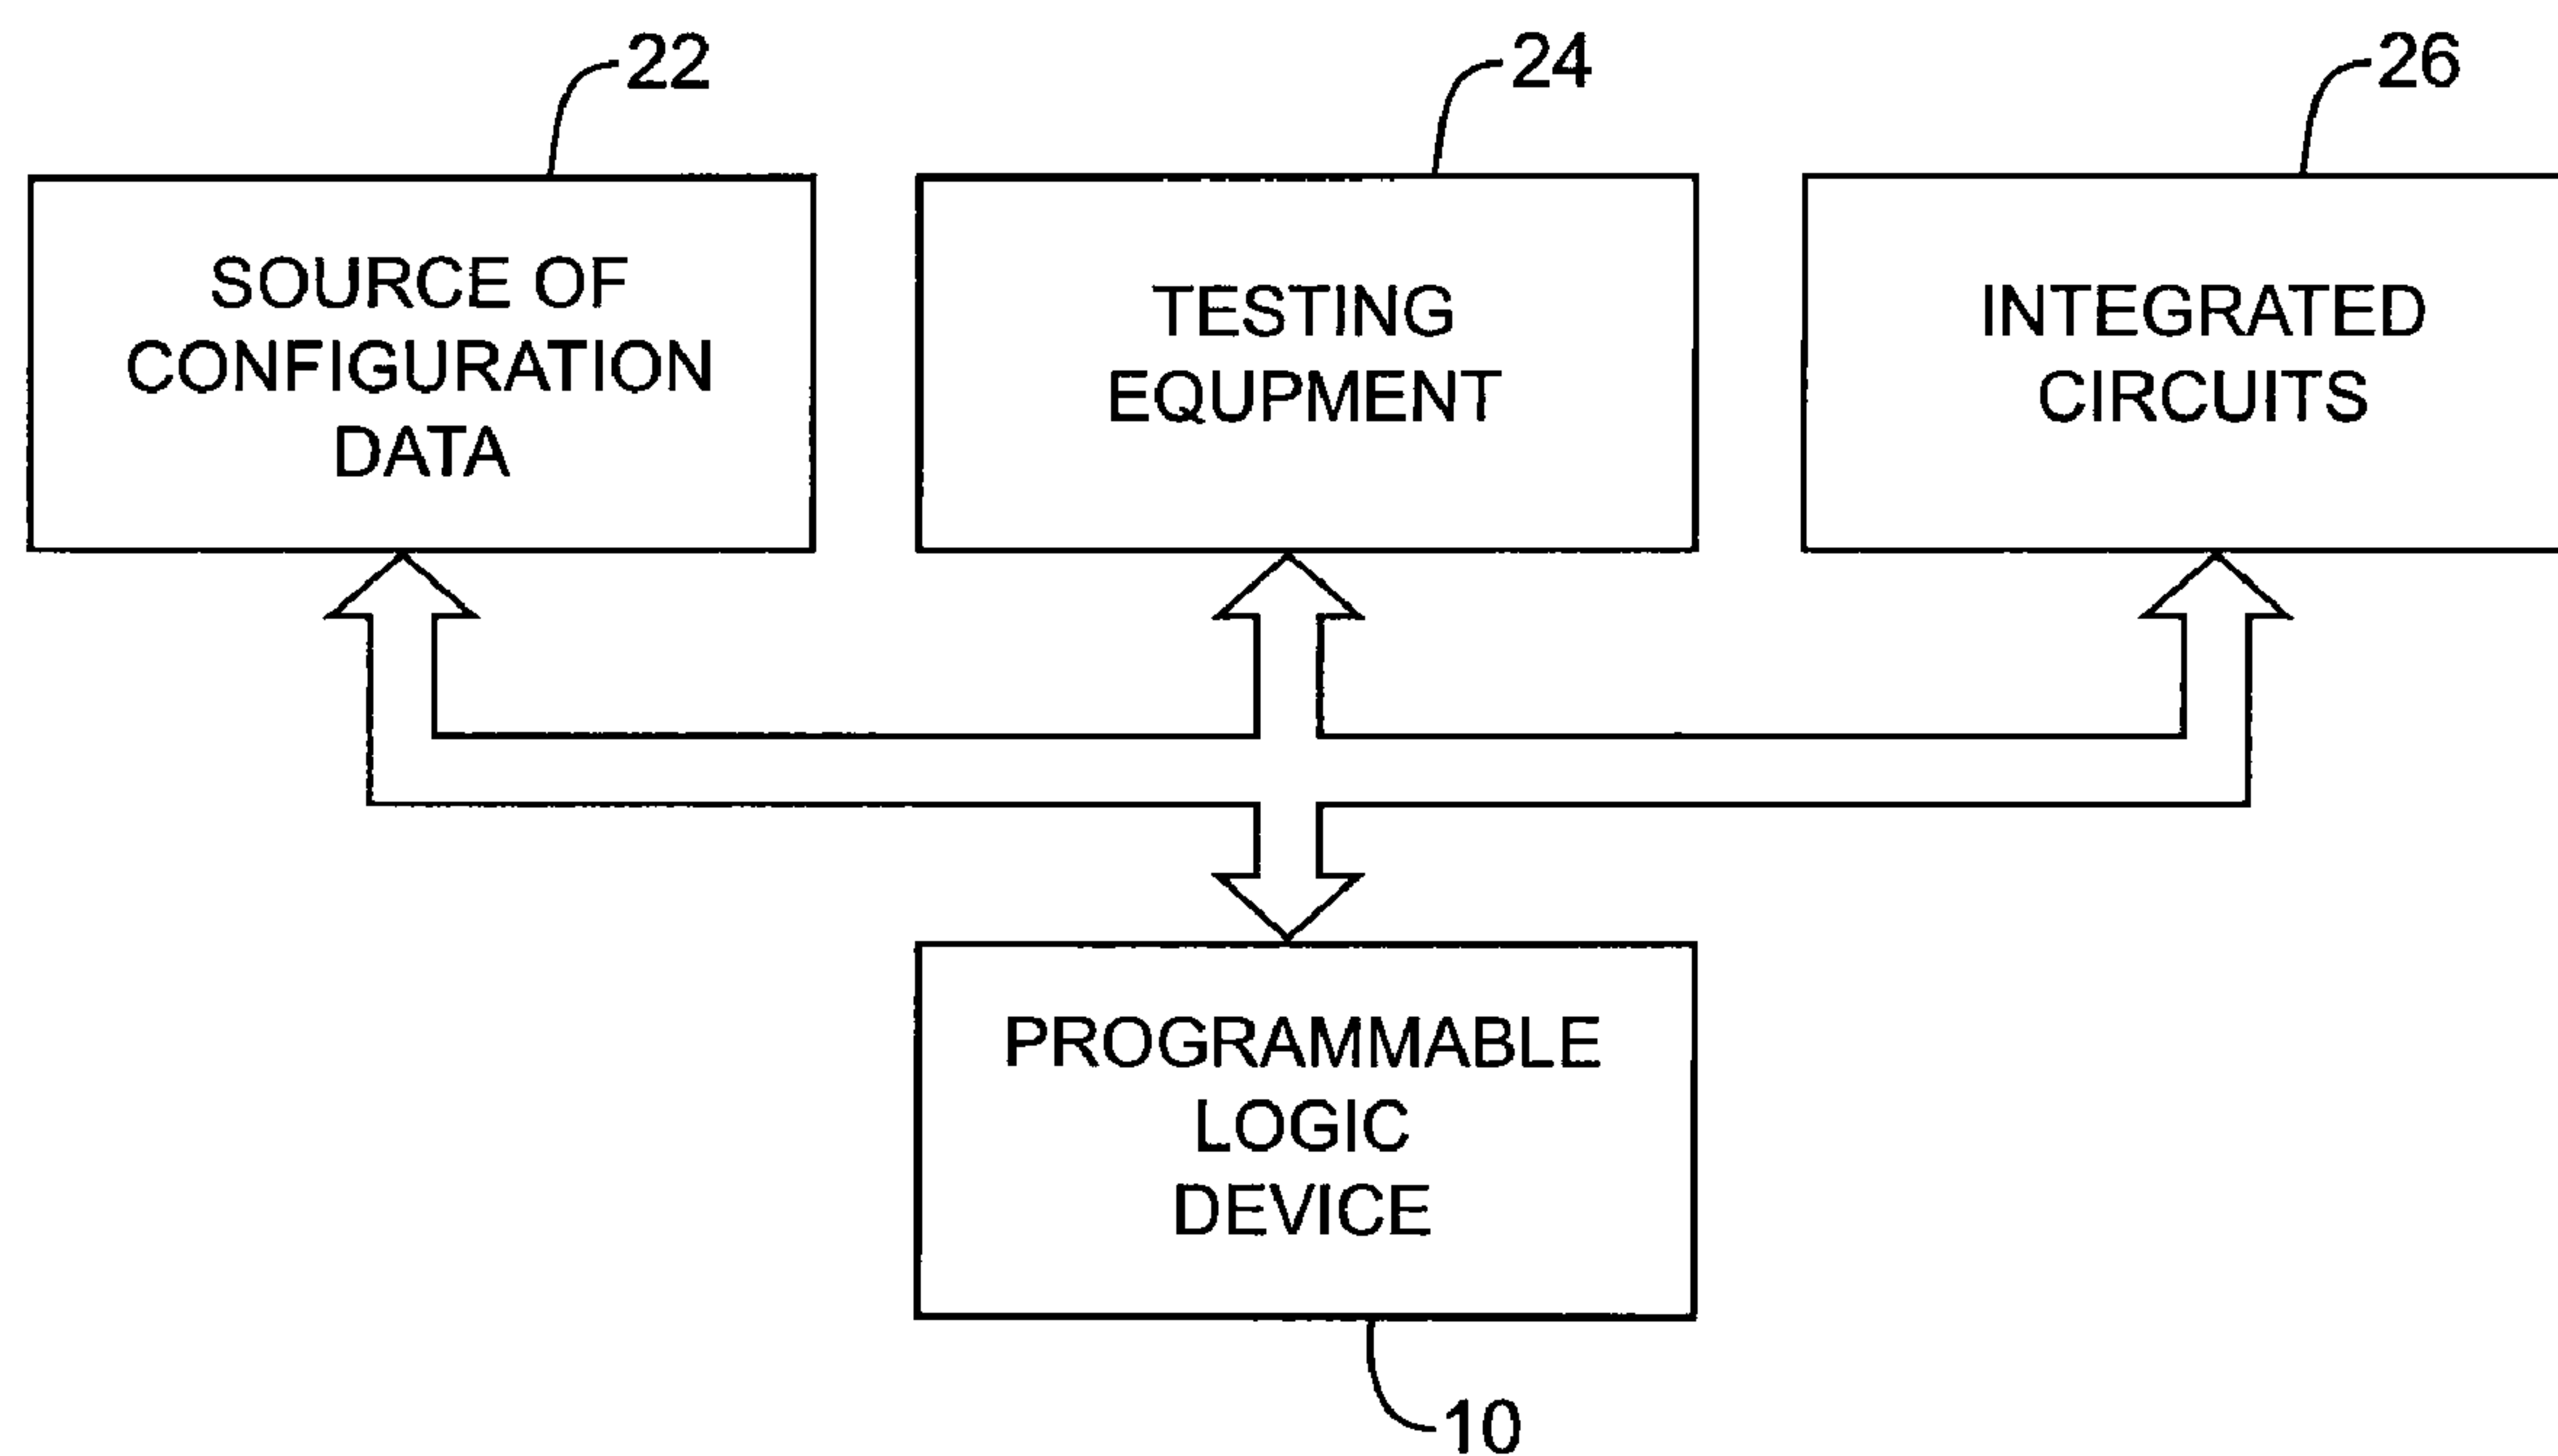 22
24
26
SOURCE OF
CONFIGURATION
DATA
TESTING
EQUPMENT
INTEGRATED
CIRCUITS
PROGRAMMABLE
LOGIC
DEVICE
10